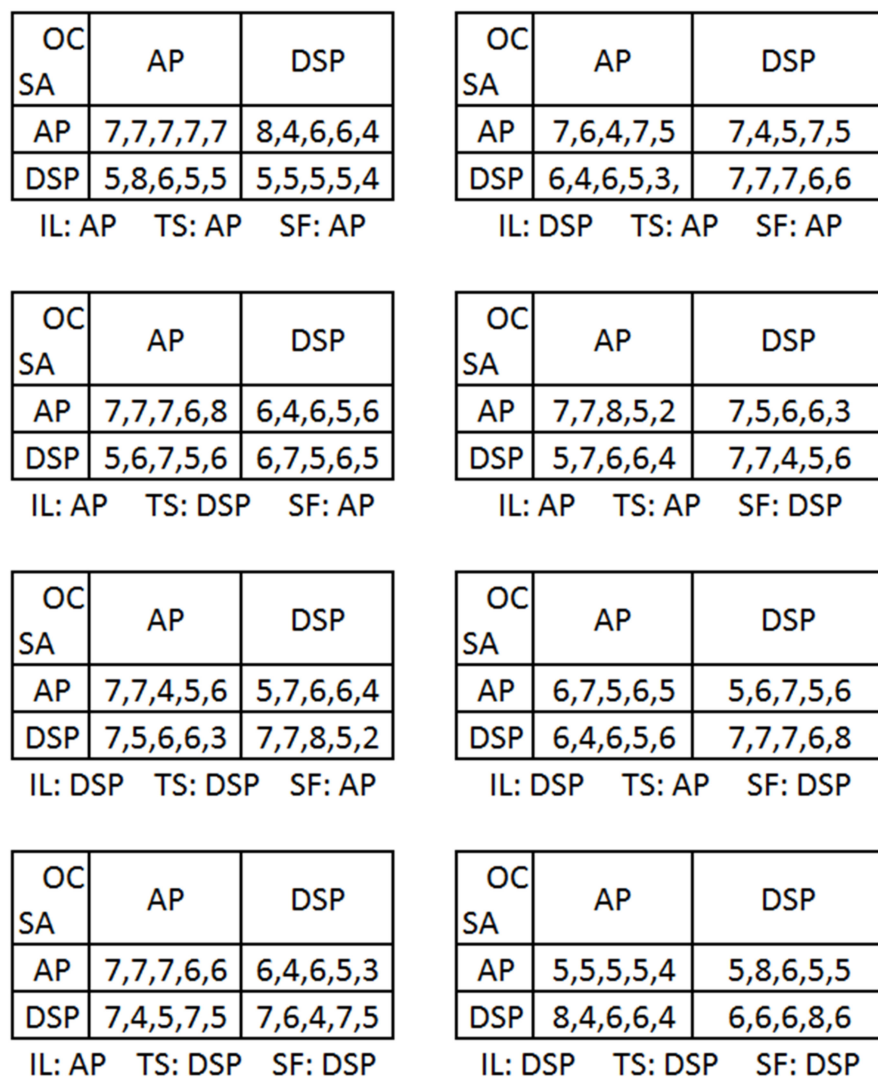 OC
SA AP DSP
AP 7,7,7,7,7 8,4,6,6,4
DSP 5,8,6,5,5 5,5,5,5,4
IL: AP TS: AP SF: AP
OC
SA AP DSP
AP 7,6,4,7,5 7,4,5,7,5
DSP 6,4,6,5,3, 7,7,7,6,6
IL: DSP TS: AP SF: AP
OC
SA AP DSP
AP 7,7,7,6,8 6,4,6,5,6
DSP 5,6,7,5,6 6,7,5,6,5
IL: AP TS: DSP SF: AP
OC
SA AP DSP
AP 7,7,8,5,2 7,5,6,6,3
DSP 5,7,6,6,4 7,7,4,5,6
IL: AP TS: AP SF: DSP
OC
SA AP DSP
AP 7,7,4,5,6 5,7,6,6,4
DSP 7,5,6,6,3 7,7,8,5,2
IL: DSP TS: DSP SF: AP
OC
SA AP DSP
AP 6,7,5,6,5 5,6,7,5,6
DSP 6,4,6,5,6 7,7,7,6,8
IL: DSP TS: AP SF: DSP
OC
SA AP DSP
AP 7,7,7,6,6 6,4,6,5,3
DSP 7,4,5,7,5 7,6,4,7,5
IL: AP TS: DSP SF: DSP
OC
SA AP DSP
AP 5,5,5,5,4 5,8,6,5,5
DSP 8,4,6,6,4 6,6,6,8,6
IL: DSP TS: DSP SF: DSP